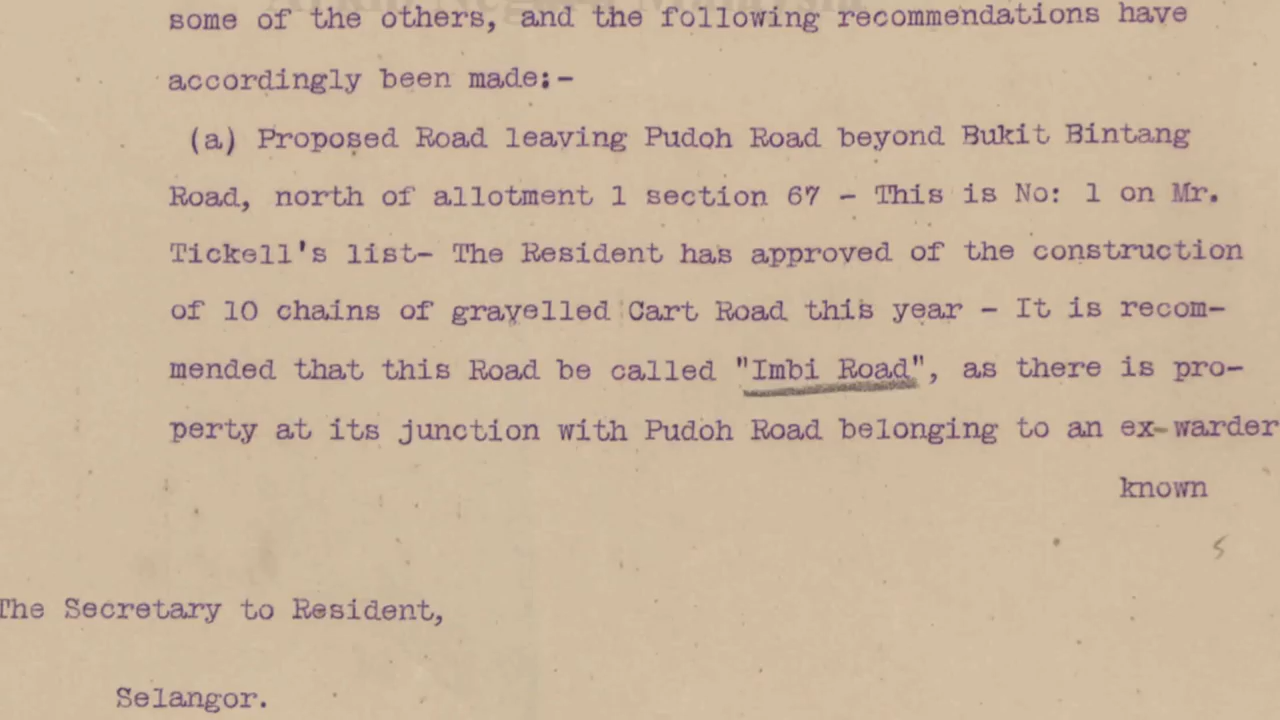 some of the others, and the following recommendations have
accordingly been made:-
(a) Proposed Road leaving Pudoh Road beyond Bukit Bintang
Road, north of allotment 1 section 67 - This is No: 1 on Mr.
Tickell's list- The Resident has approved of the construction
of 10 chains of gravelled Cart Road this year - It is recom-
mended that this Road be called "Imbi Road", as there is pro-
perty at its junction with Pudoh Road belonging to an ex-warder
known
The Secretary to Resident,
Selangor.